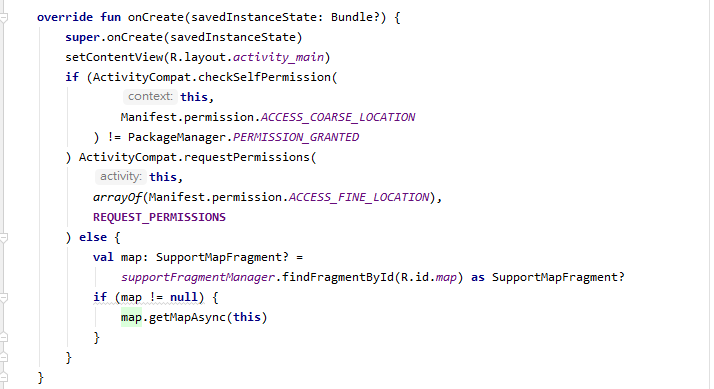 override fun onCreate(savedInstanceState: Bundle?) {
super.onCreate(savedInstanceState)
setContentView(R.layout.activity_main)
if (ActivityCompat.checkSelfPermission(
context: this,
Manifest.permission.ACCESS_COARSE_LOCATION
) != PackageManager.PERMISSION_GRANTED
) ActivityCompat.requestPermissions(
activity: this,
arrayOf(Manifest.permission.ACCESS_FINE_LOCATION),
REQUEST_PERMISSIONS
) else {
val map: SupportMapFragment? =
supportFragmentManager.findFragmentById(R.id.map) as SupportMapFragment?
if (map != null) {
map.getMapAsync(this)
}
}
}